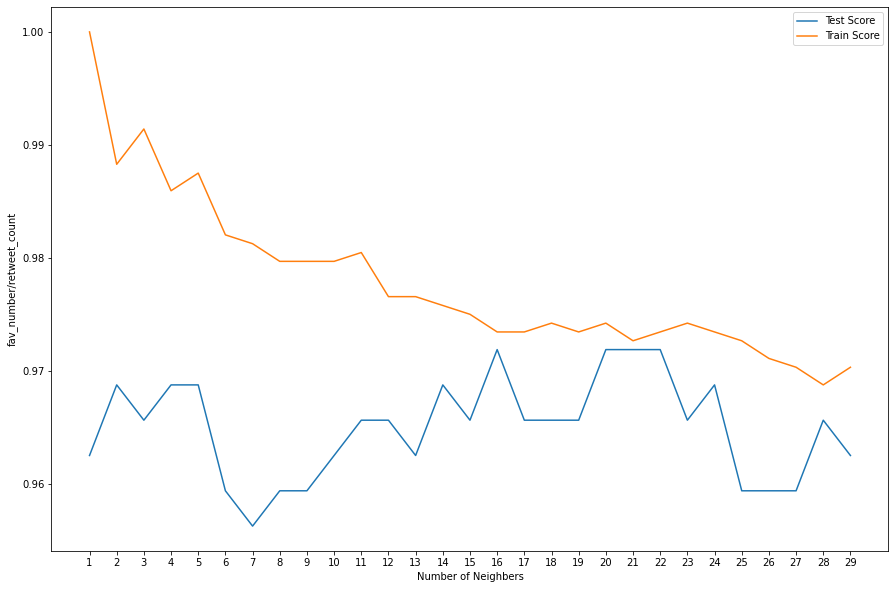 Test Score
Train Score
1.00
0.99
0.98
0.97
0.96
fav_number/retweet_count
1 2 3 4 5 6 7 8 9 10 11 12 13 14 15 16 17 18 19 20 21 22 23 24 25 26 27 28 29
Number of Neighbers